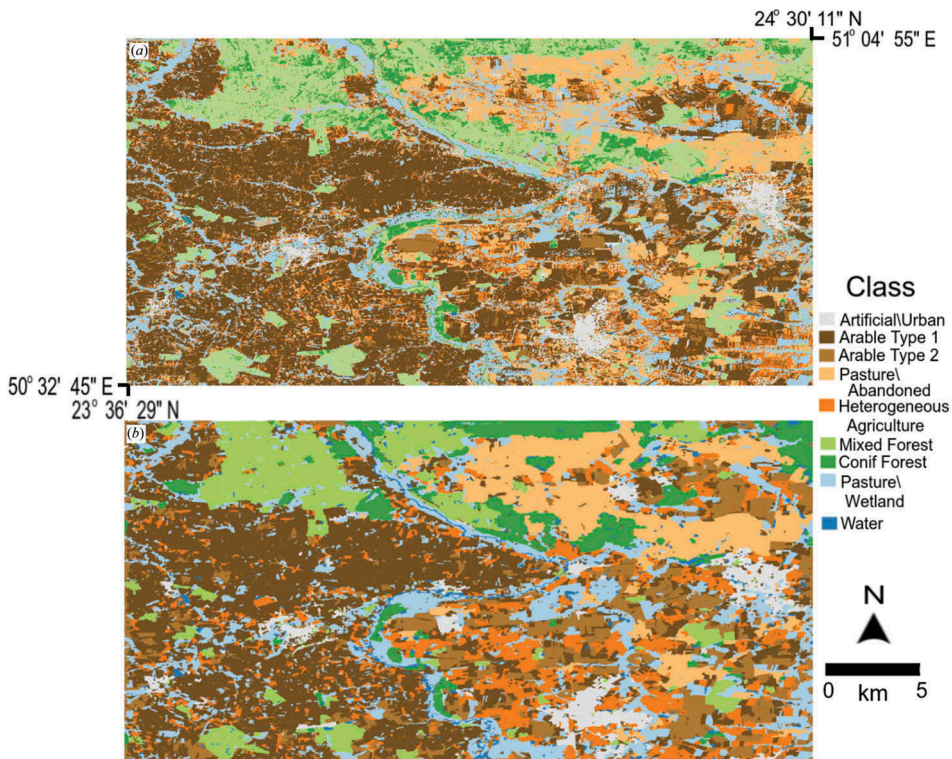 24° 30' 11" N
51° 04' 55" E
(a)
Class
Artificial\Urban
Arable Type 1
Arable Type 2
Pasture\
Abandoned
Heterogeneous
Agriculture
Mixed Forest
Conif Forest
Pasture\
Wetland
Water
50° 32' 45" E
23° 36' 29" N
(b)
N
0 5
km